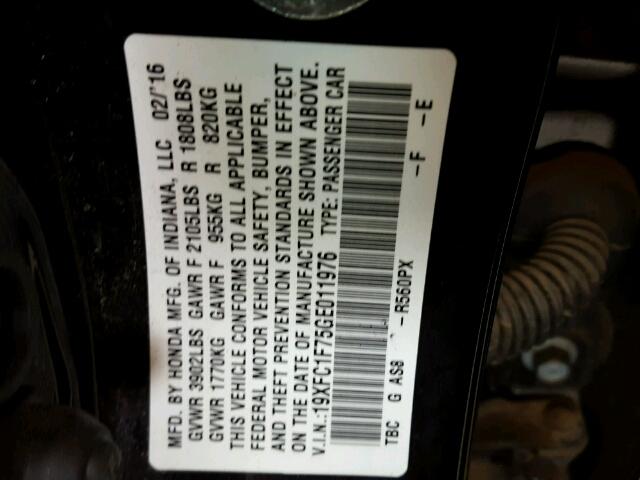 MFD. BY HONDA MFG. OF INDIANA, LLC 02/'16
GVWR 3902LBS GAWR F 2105LBS R 1808LBS
GVWR 1770KG GAWR F 955KG R 820KG
THIS VEHICLE CONFORMS TO ALL APPLICABLE
FEDERAL MOTOR VEHICLE SAFETY, BUMPER,
AND THEFT PREVENTION STANDARDS IN EFFECT
ON THE DATE OF MANUFACTURE SHOWN ABOVE.
V.I.N.:19XFC1F75GE011976 TYPE: PASSENGER CAR
TBC G AS8 -R560PX -F -E